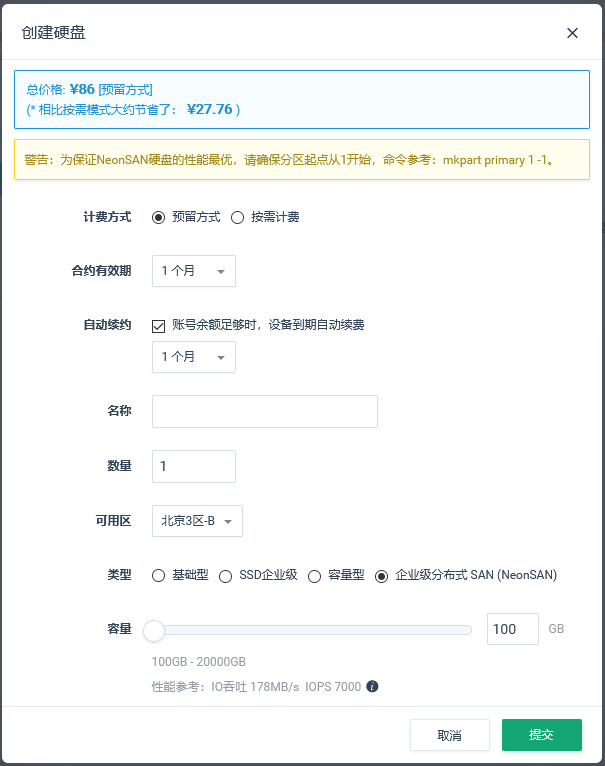 创建硬盘
总价格: ¥86 [预留方式]
(* 相比按需模式大约节省了： ¥27.76 )
警告：为保证NeonSAN硬盘的性能最优，请确保分区起点从1开始，命令参考：mkpart primary 1 -1。
计费方式 预留方式 按需计费
合约有效期 1 个月
自动续约 账号余额足够时，设备到期自动续费
1 个月
名称
数量 1
可用区 北京3区-B
类型 基础型 SSD企业级 容量型 企业级分布式 SAN (NeonSAN)
容量 100 GB
100GB - 20000GB
性能参考：IO吞吐 178MB/s IOPS 7000
取消 提交